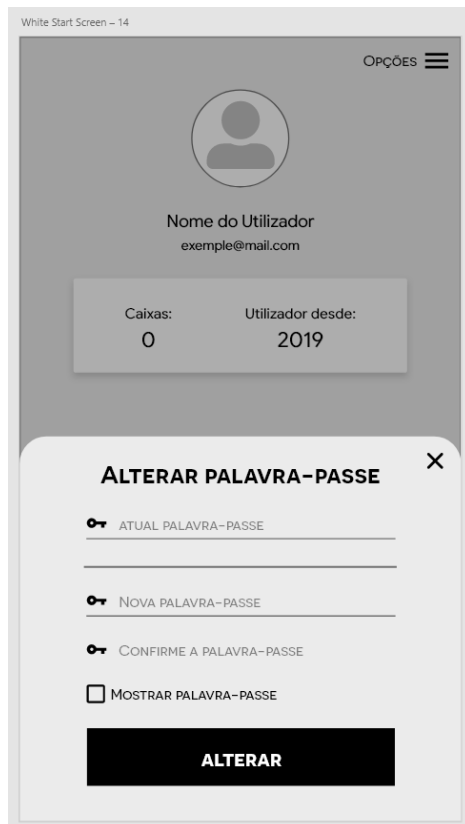 White Start Screen – 14
Opções
Nome do Utilizador
exemple@mail.com
Caixas: Utilizador desde:
0 2019
Alterar palavra-passe
atual palavra-passe
Nova palavra-passe
Confirme a palavra-passe
Mostrar palavra-passe
ALTERAR